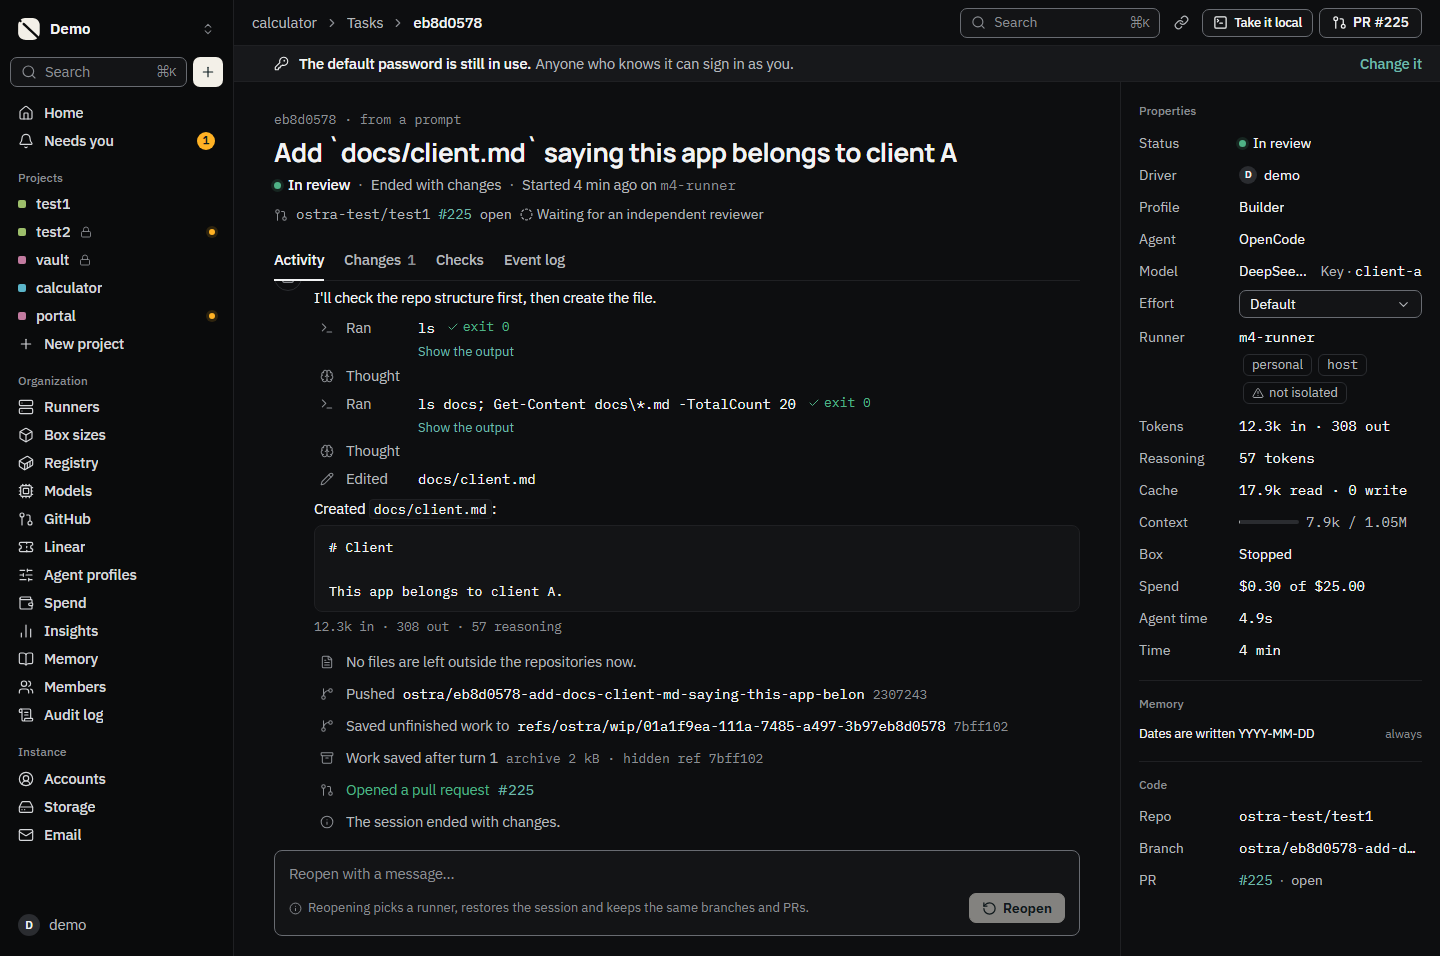 Demo
Search ⌘K
+
Home
Needs you 1
Projects
test1
test2
vault
calculator
portal
New project
Organization
Runners
Box sizes
Registry
Models
GitHub
Linear
Agent profiles
Spend
Insights
Memory
Members
Audit log
Instance
Accounts
Storage
Email
D demo
calculator > Tasks > eb8d0578
Search ⌘K
Take it local
PR #225
The default password is still in use. Anyone who knows it can sign in as you.
Change it
eb8d0578 · from a prompt
Add `docs/client.md` saying this app belongs to client A
In review · Ended with changes · Started 4 min ago on m4-runner
ostra-test/test1 #225 open Waiting for an independent reviewer
Activity Changes 1 Checks Event log
I'll check the repo structure first, then create the file.
Ran ls ✓ exit 0
Show the output
Thought
Ran ls docs; Get-Content docs\*.md -TotalCount 20 ✓ exit 0
Show the output
Thought
Edited docs/client.md
Created docs/client.md:
# Client
This app belongs to client A.
12.3k in · 308 out · 57 reasoning
No files are left outside the repositories now.
Pushed ostra/eb8d0578-add-docs-client-md-saying-this-app-belon 2307243
Saved unfinished work to refs/ostra/wip/01a1f9ea-111a-7485-a497-3b97eb8d0578 7bff102
Work saved after turn 1 archive 2 kB · hidden ref 7bff102
Opened a pull request #225
The session ended with changes.
Reopen with a message...
Reopening picks a runner, restores the session and keeps the same branches and PRs.
Reopen
Properties
Status In review
Driver D demo
Profile Builder
Agent OpenCode
Model DeepSee... Key · client-a
Effort Default
Runner m4-runner
personal host
not isolated
Tokens 12.3k in · 308 out
Reasoning 57 tokens
Cache 17.9k read · 0 write
Context 7.9k / 1.05M
Box Stopped
Spend $0.30 of $25.00
Agent time 4.9s
Time 4 min
Memory
Dates are written YYYY-MM-DD always
Code
Repo ostra-test/test1
Branch ostra/eb8d0578-add-d...
PR #225 · open